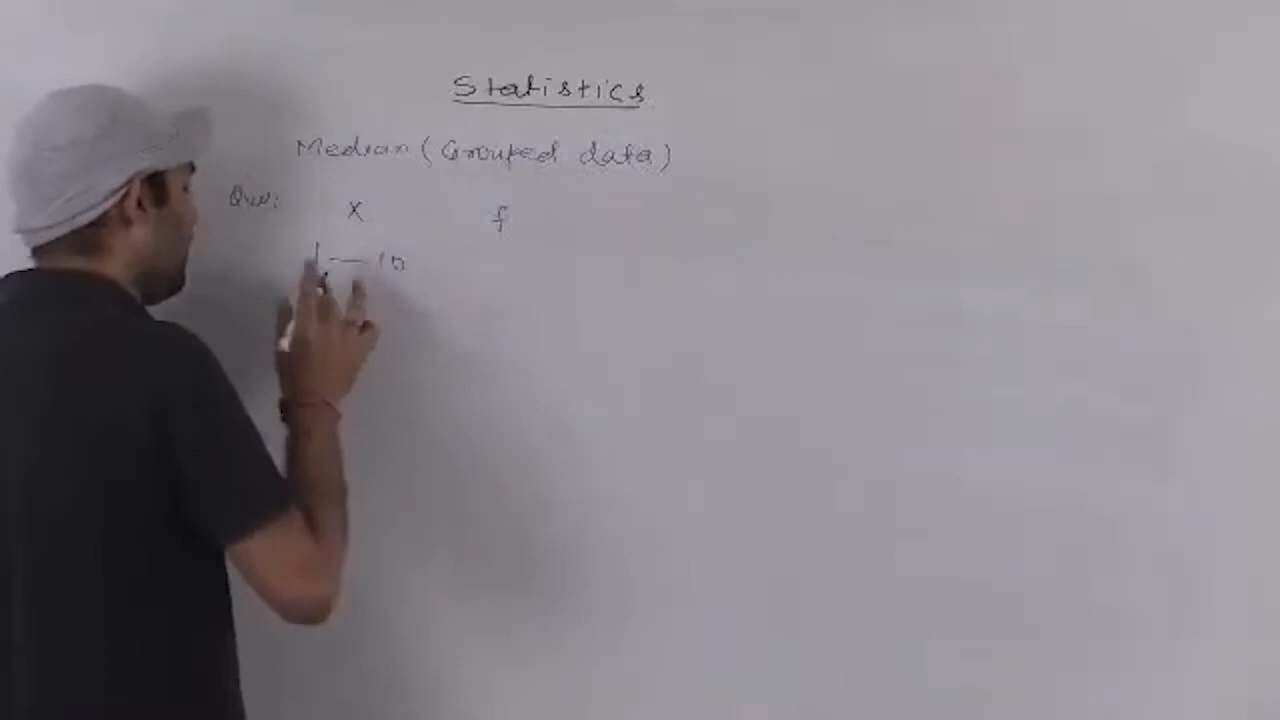 Statistics
Median (Grouped data)
Que:
X f
1 — 10